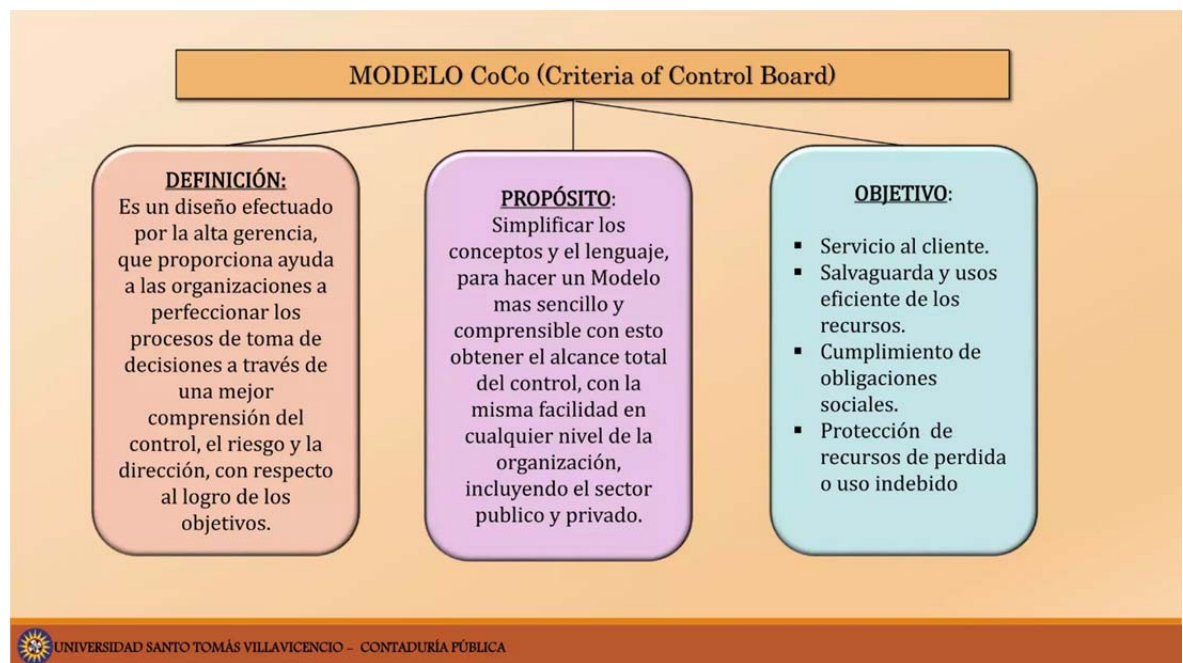 MODELO CoCo (Criteria of Control Board)
DEFINICIÓN:
Es un diseño efectuado
por la alta gerencia,
que proporciona ayuda
a las organizaciones a
perfeccionar los
procesos de toma de
decisiones a través de
una mejor
comprensión del
control, el riesgo y la
dirección, con respecto
al logro de los
objetivos.
PROPÓSITO:
Simplificar los
conceptos y el lenguaje,
para hacer un Modelo
mas sencillo y
comprensible con esto
obtener el alcance total
del control, con la
misma facilidad en
cualquier nivel de la
organización,
incluyendo el sector
publico y privado.
OBJETIVO:
▪ Servicio al cliente.
▪ Salvaguarda y usos
eficiente de los
recursos.
▪ Cumplimiento de
obligaciones
sociales.
▪ Protección de
recursos de perdida
o uso indebido
UNIVERSIDAD SANTO TOMÁS VILLAVICENCIO - CONTADURÍA PÚBLICA